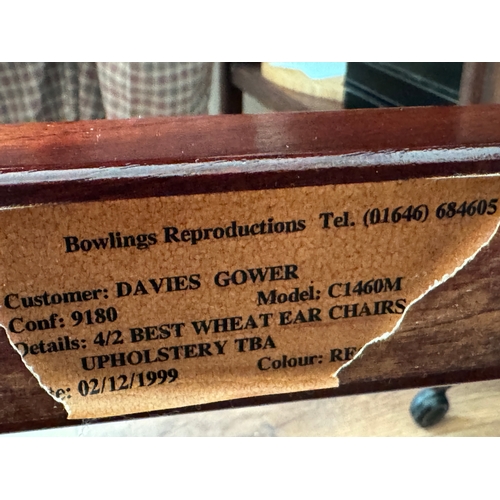 Bowlings Reproductions Tel. (01646) 684605
Customer: DAVIES GOWER
Conf: 9180 Model: C1460M
Details: 4/2 BEST WHEAT EAR CHAIRS
UPHOLSTERY TBA
02/12/1999 Colour: